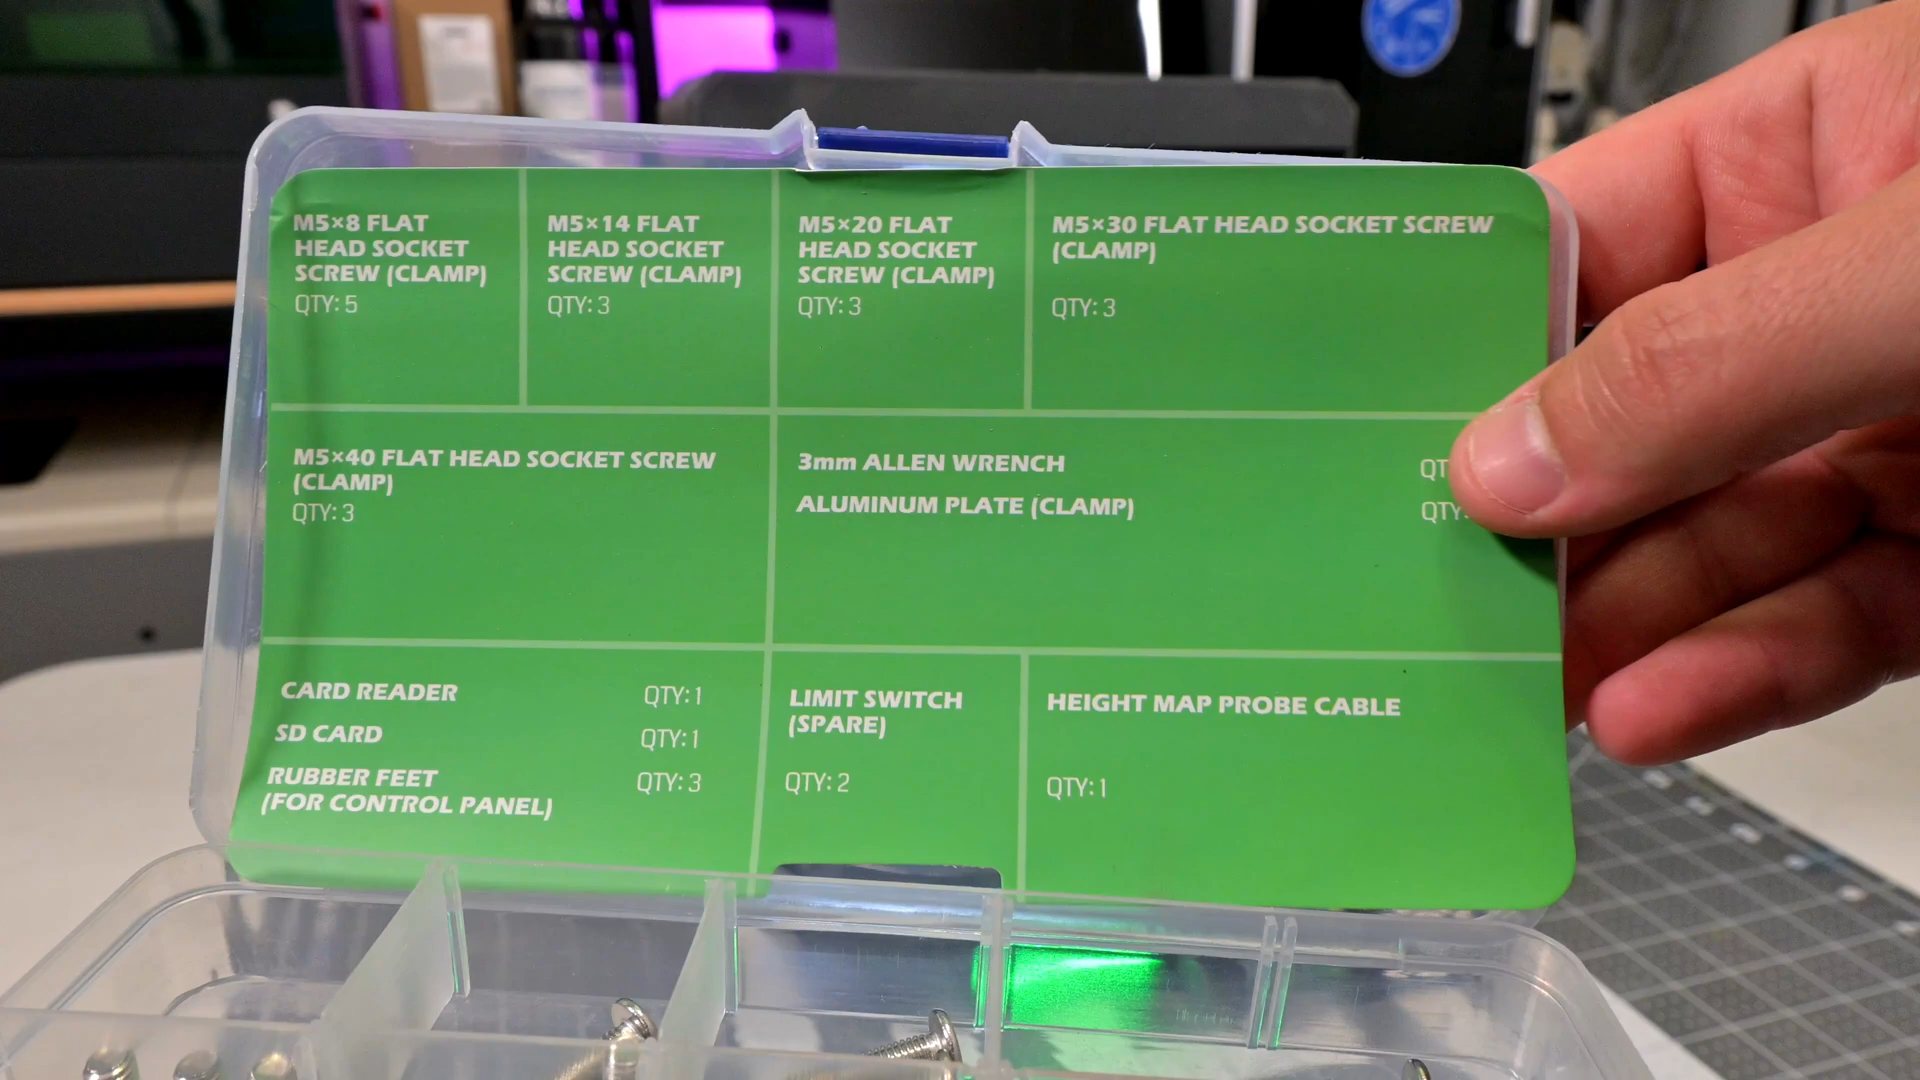 M5×8 FLAT
HEAD SOCKET
SCREW (CLAMP)
QTY: 5
M5×14 FLAT
HEAD SOCKET
SCREW (CLAMP)
QTY: 3
M5×20 FLAT
HEAD SOCKET
SCREW (CLAMP)
QTY: 3
M5×30 FLAT HEAD SOCKET SCREW
(CLAMP)
QTY: 3
M5×40 FLAT HEAD SOCKET SCREW
(CLAMP)
QTY: 3
3mm ALLEN WRENCH
ALUMINUM PLATE (CLAMP) QTY:
CARD READER QTY: 1
SD CARD QTY: 1
RUBBER FEET QTY: 3
(FOR CONTROL PANEL)
LIMIT SWITCH
(SPARE)
QTY: 2
HEIGHT MAP PROBE CABLE
QTY: 1